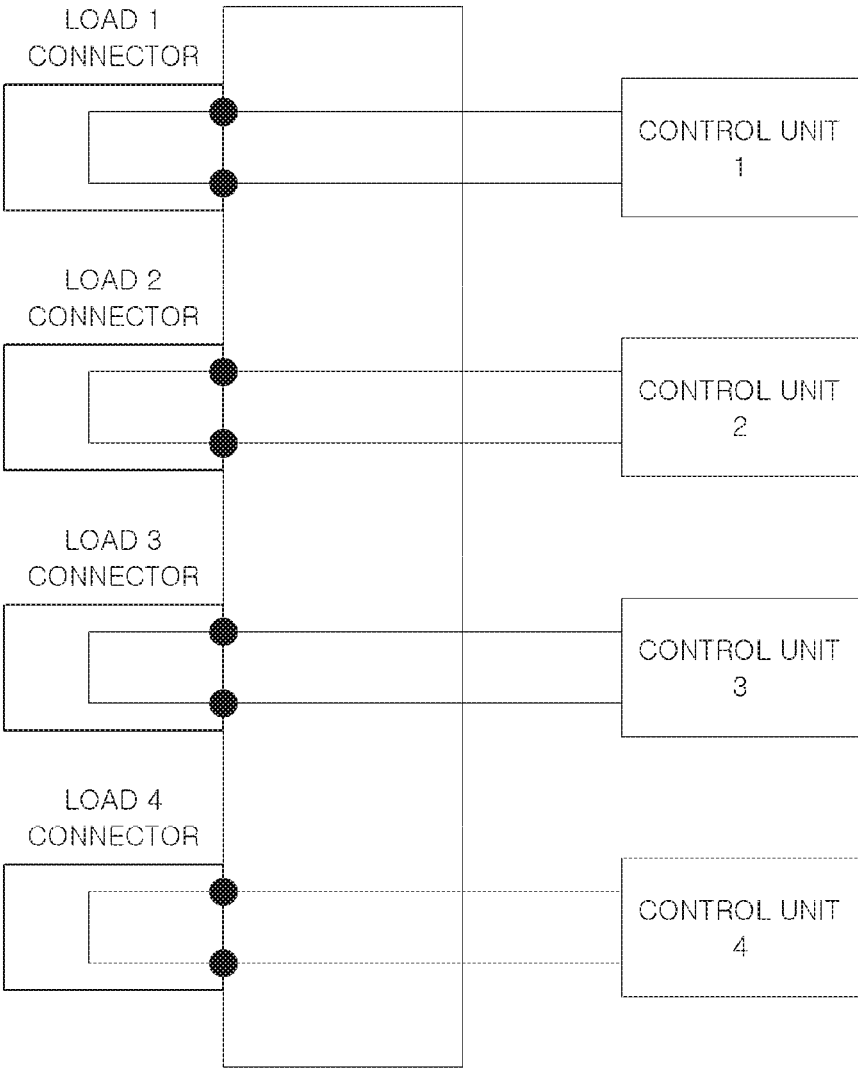 LOAD 1
CONNECTOR
CONTROL UNIT
1
LOAD 2
CONNECTOR
CONTROL UNIT
2
LOAD 3
CONNECTOR
CONTROL UNIT
3
LOAD 4
CONNECTOR
CONTROL UNIT
4